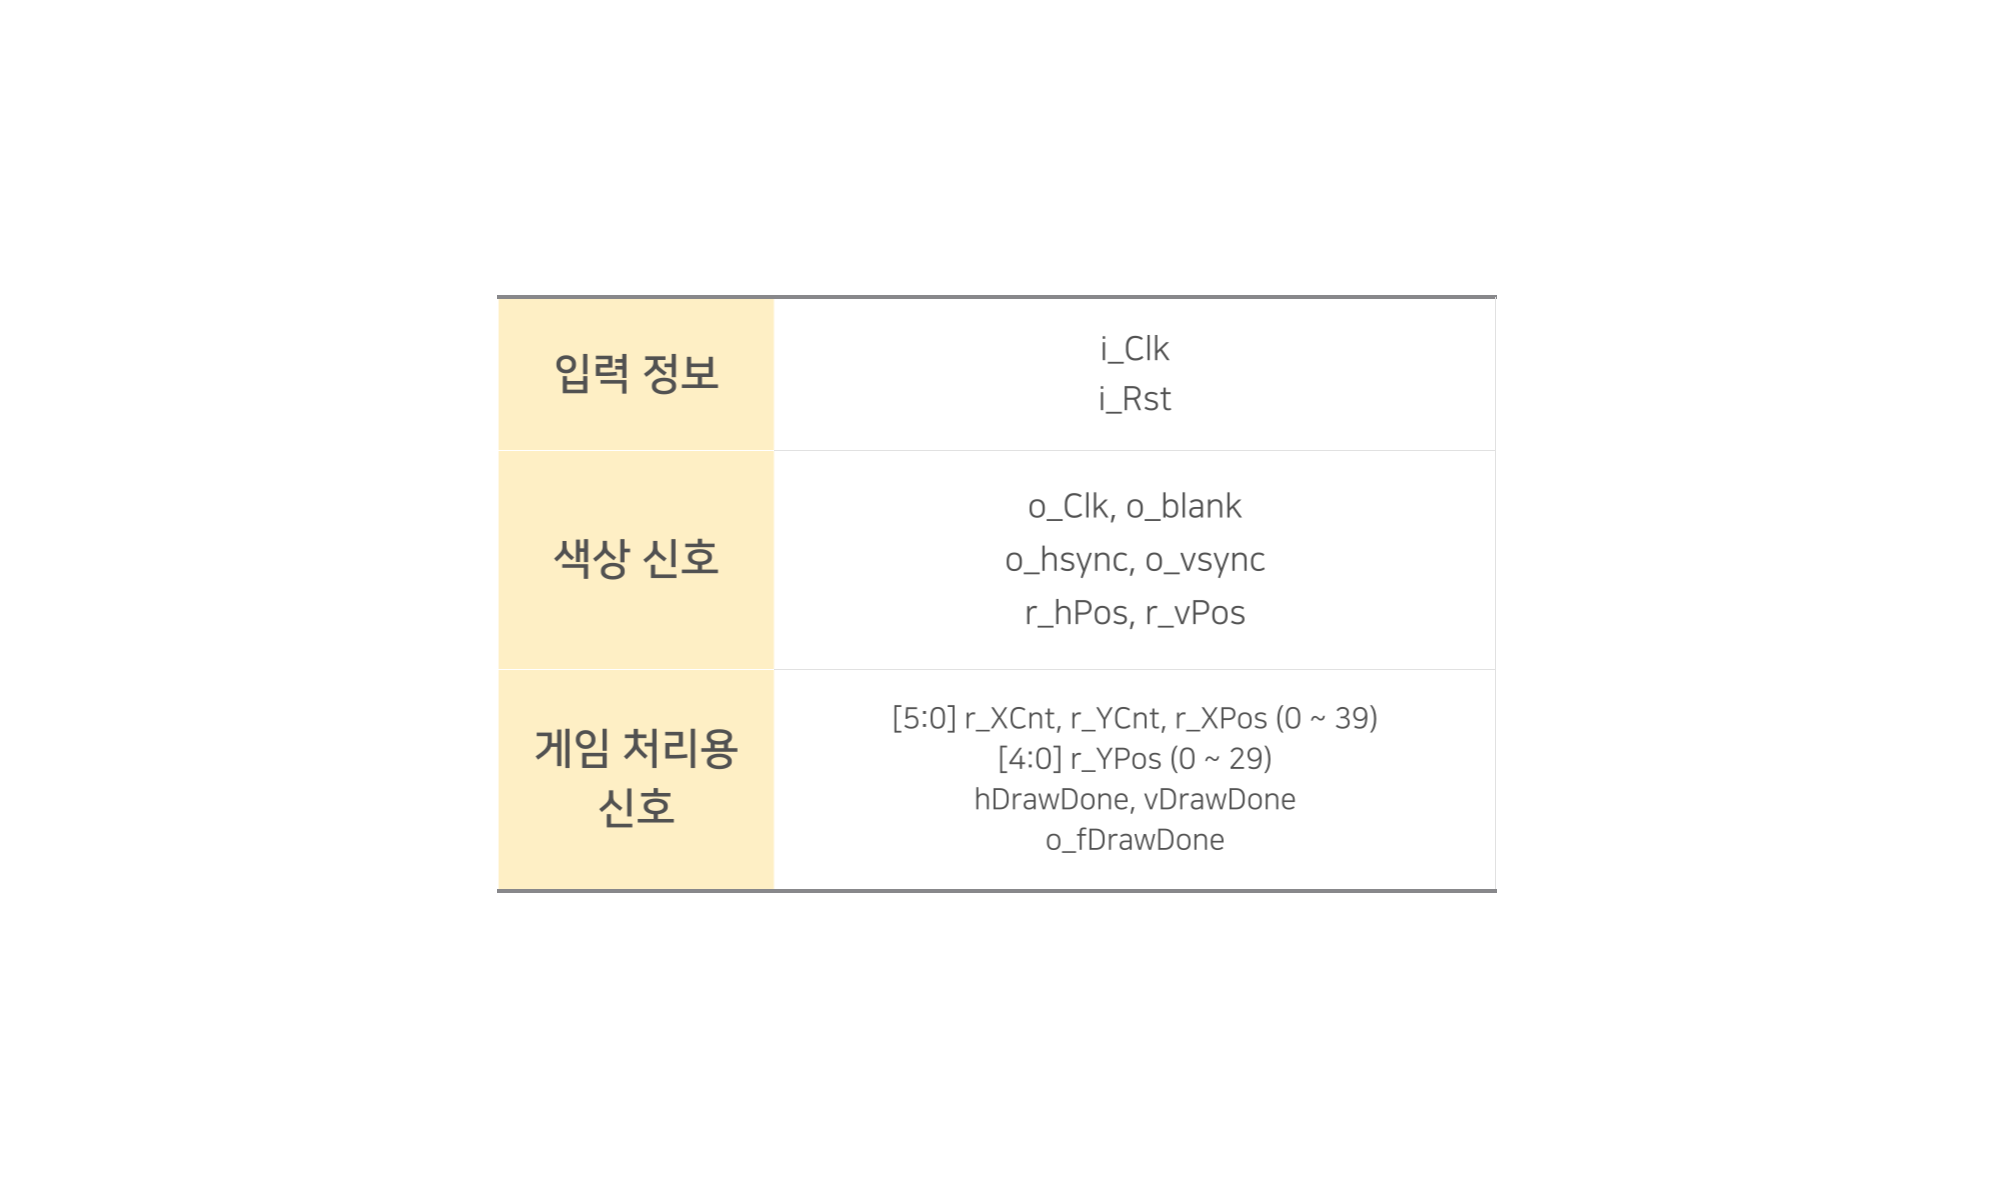 입력 정보
i_Clk
i_Rst
색상 신호
o_Clk, o_blank
o_hsync, o_vsync
r_hPos, r_vPos
게임 처리용
신호
[5:0] r_XCnt, r_YCnt, r_XPos (0 ~ 39)
[4:0] r_YPos (0 ~ 29)
hDrawDone, vDrawDone
o_fDrawDone